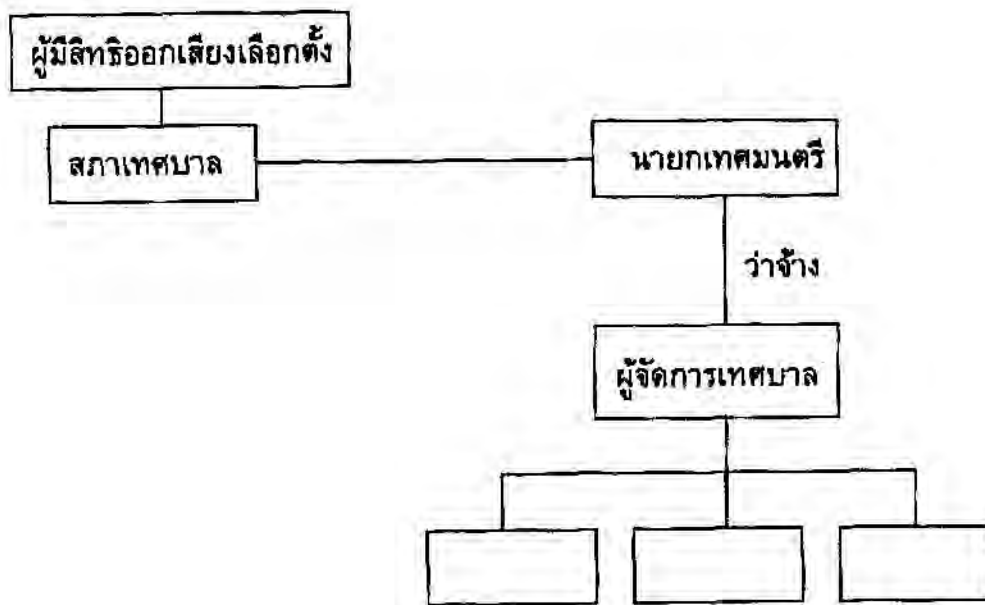 ผู้มีสิทธิออกเสียงเลือกตั้ง
สภาเทศบาล
นายกเทศมนตรี
ว่าจ้าง
ผู้จัดการเทศบาล